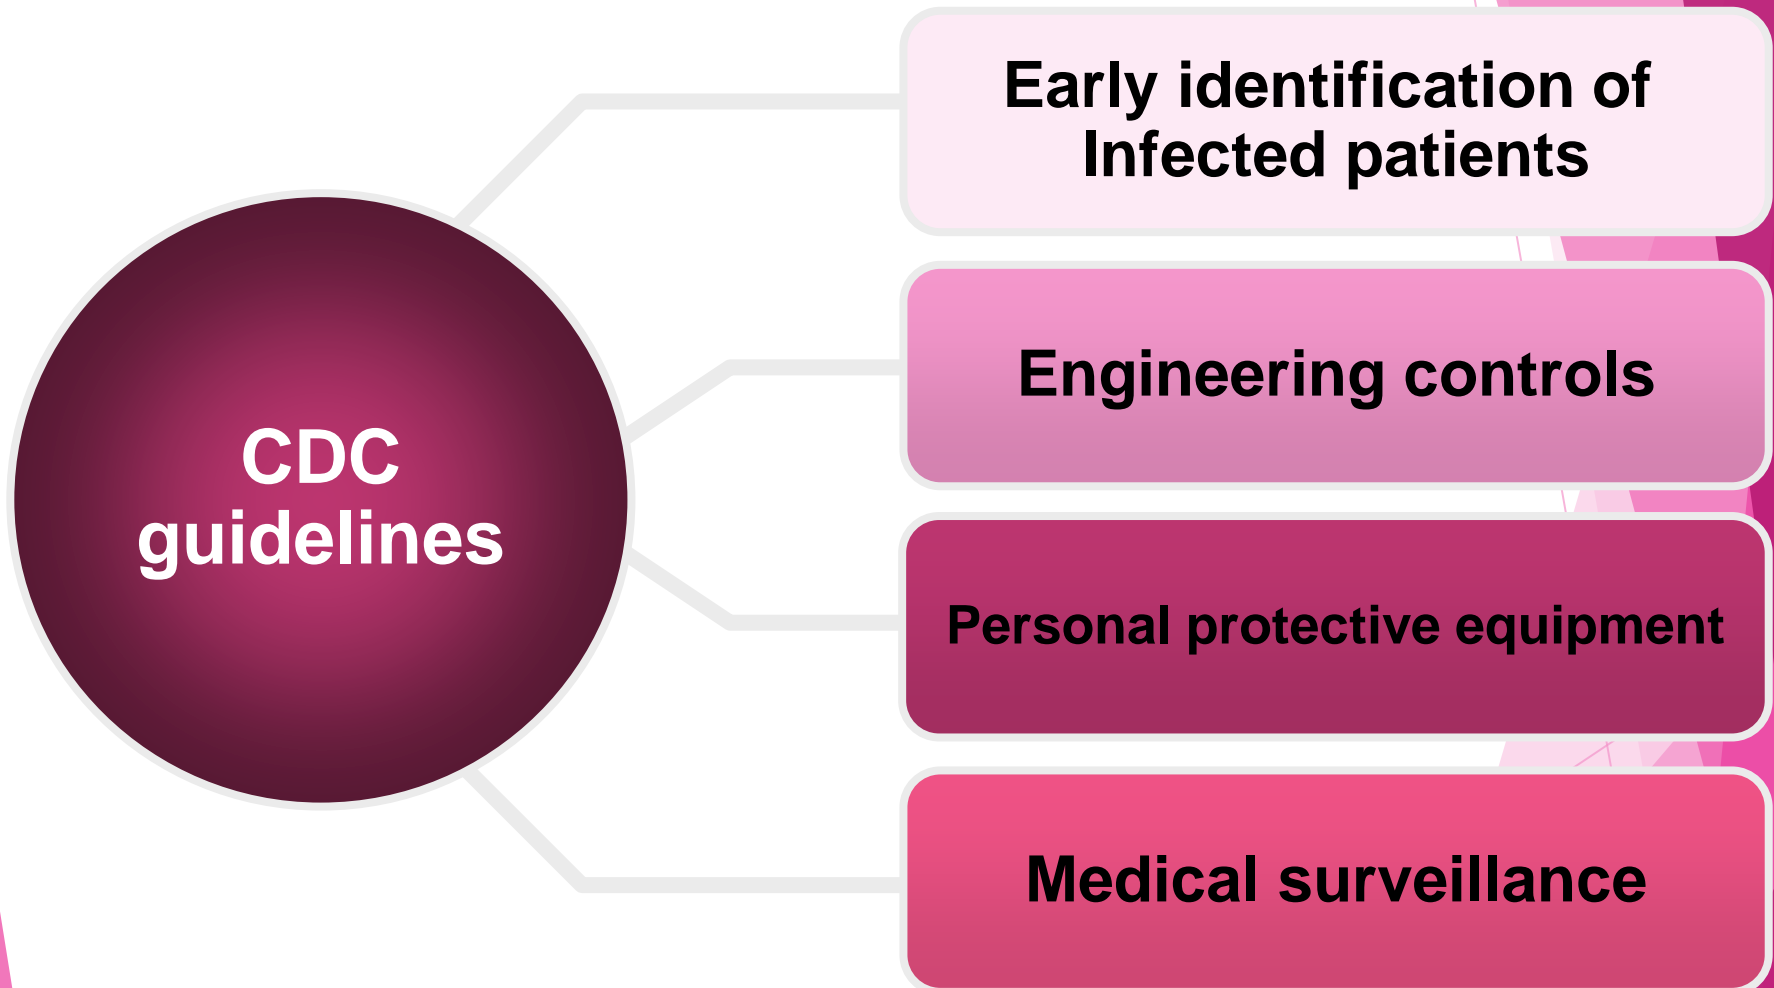 CDC
guidelines
Early identification of
Infected patients
Engineering controls
Personal protective equipment
Medical surveillance